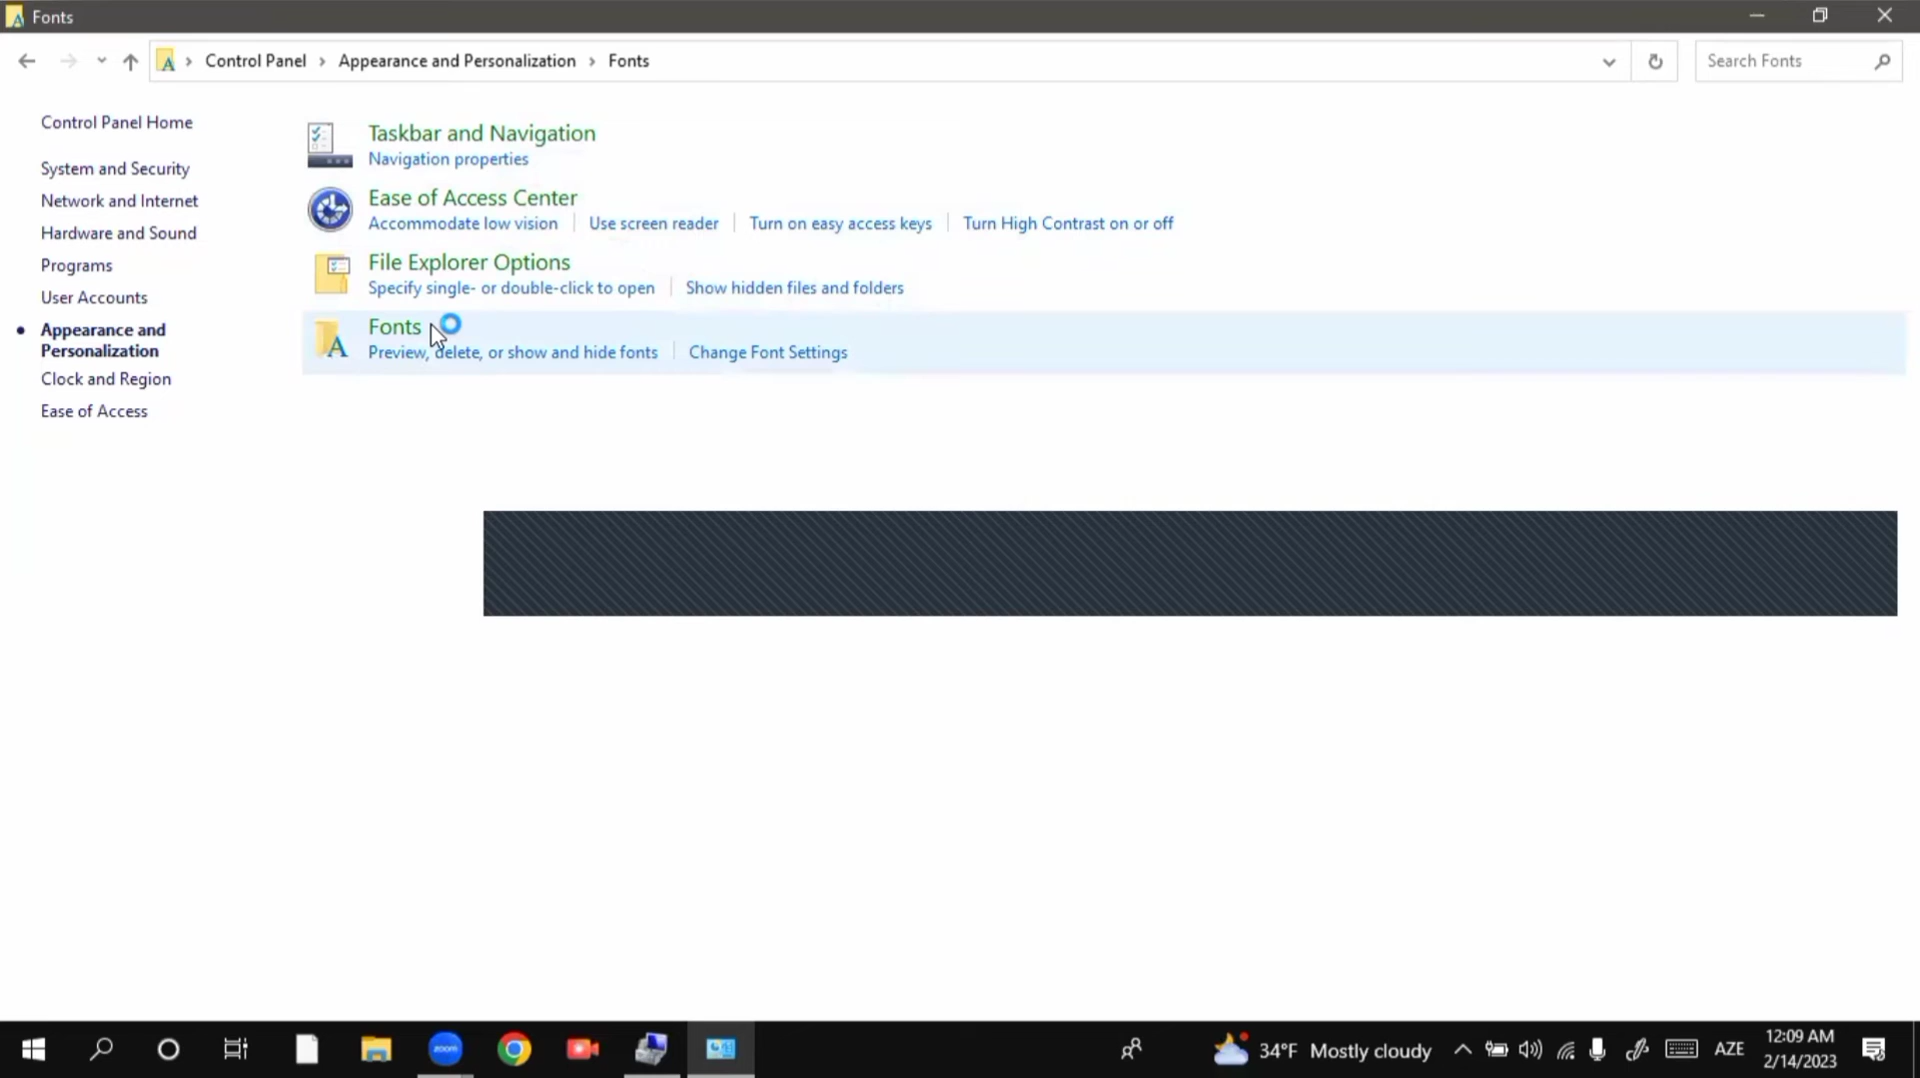 Fonts
Control Panel > Appearance and Personalization > Fonts
Search Fonts
Control Panel Home
System and Security
Network and Internet
Hardware and Sound
Programs
User Accounts
Appearance and
Personalization
Clock and Region
Ease of Access
Taskbar and Navigation
Navigation properties
Ease of Access Center
Accommodate low vision | Use screen reader | Turn on easy access keys | Turn High Contrast on or off
File Explorer Options
Specify single- or double-click to open | Show hidden files and folders
Fonts
Preview, delete, or show and hide fonts | Change Font Settings
zoom
34°F Mostly cloudy
AZE
12:09 AM
2/14/2023